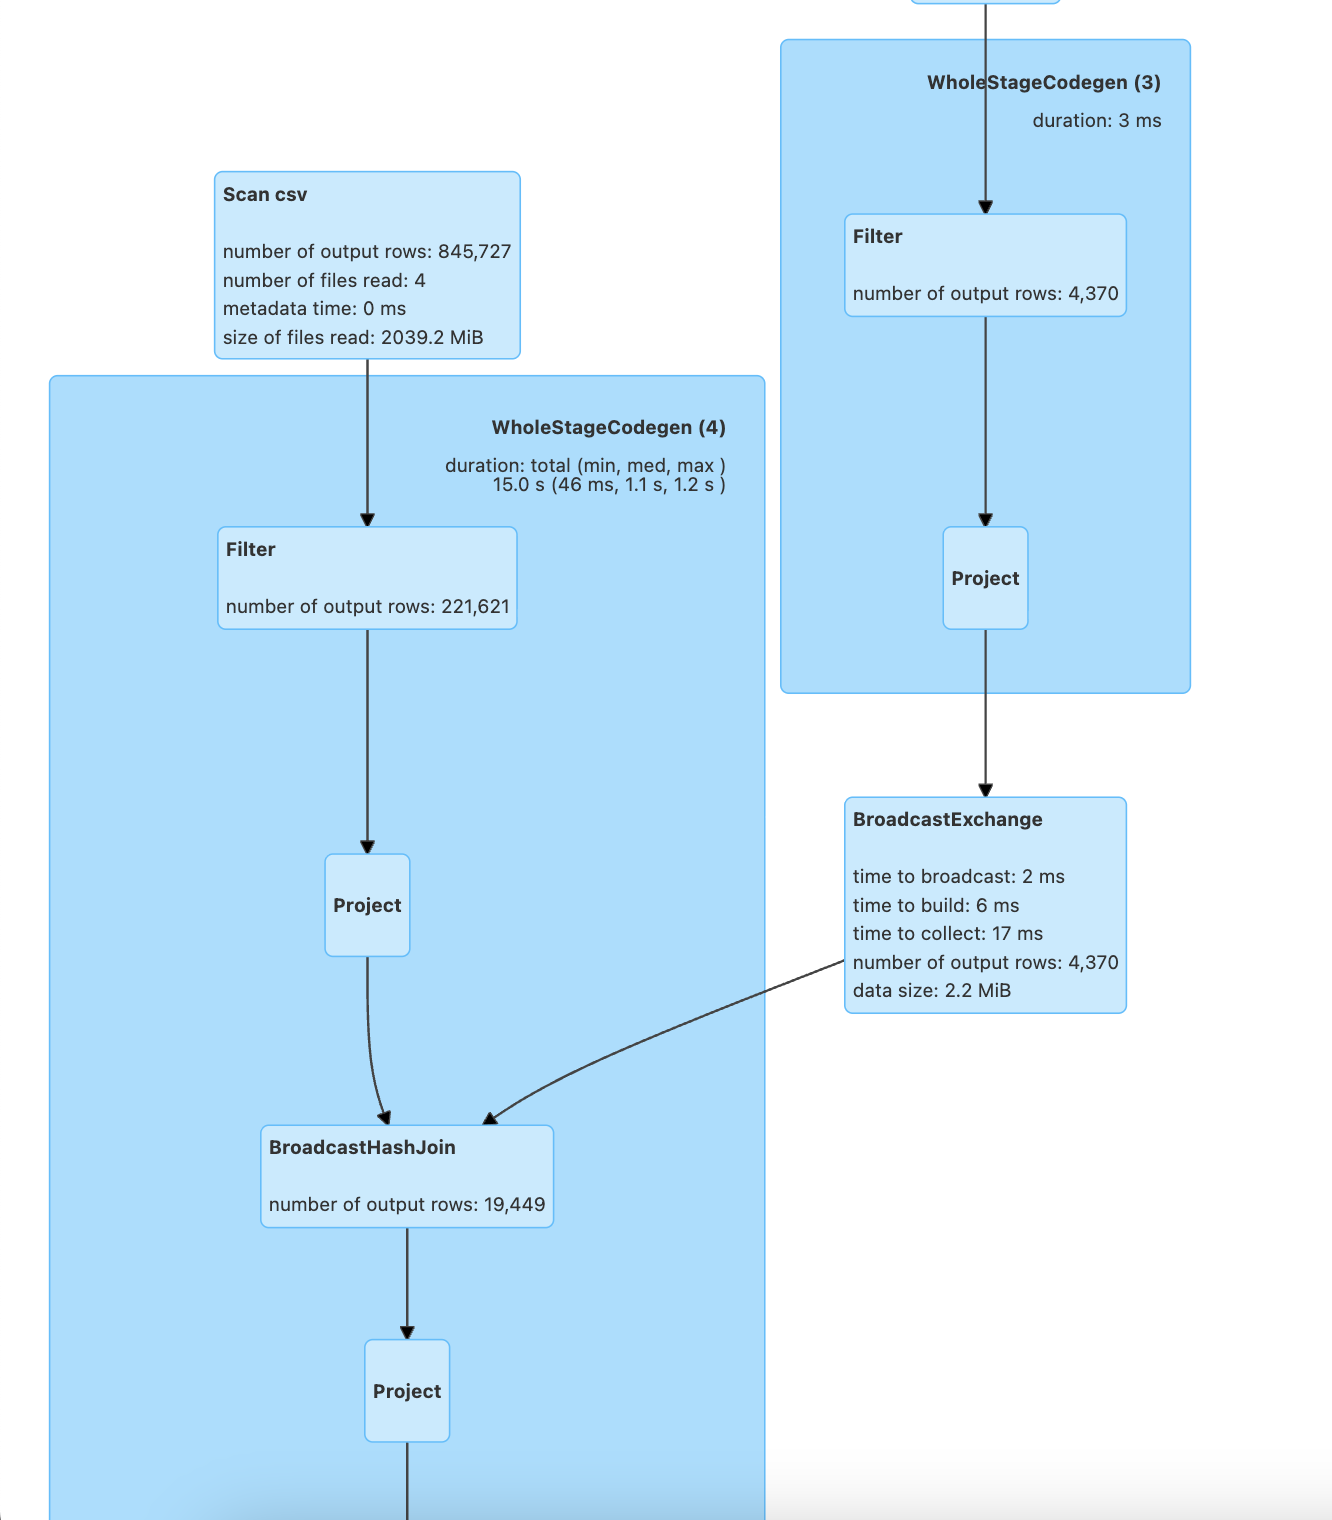 WholeStageCodegen (3)
duration: 3 ms
Scan csv
number of output rows: 845,727
number of files read: 4
metadata time: 0 ms
size of files read: 2039.2 MiB
Filter
number of output rows: 4,370
WholeStageCodegen (4)
duration: total (min, med, max )
15.0 s (46 ms, 1.1 s, 1.2 s )
Filter
number of output rows: 221,621
Project
BroadcastExchange
time to broadcast: 2 ms
time to build: 6 ms
time to collect: 17 ms
number of output rows: 4,370
data size: 2.2 MiB
Project
BroadcastHashJoin
number of output rows: 19,449
Project